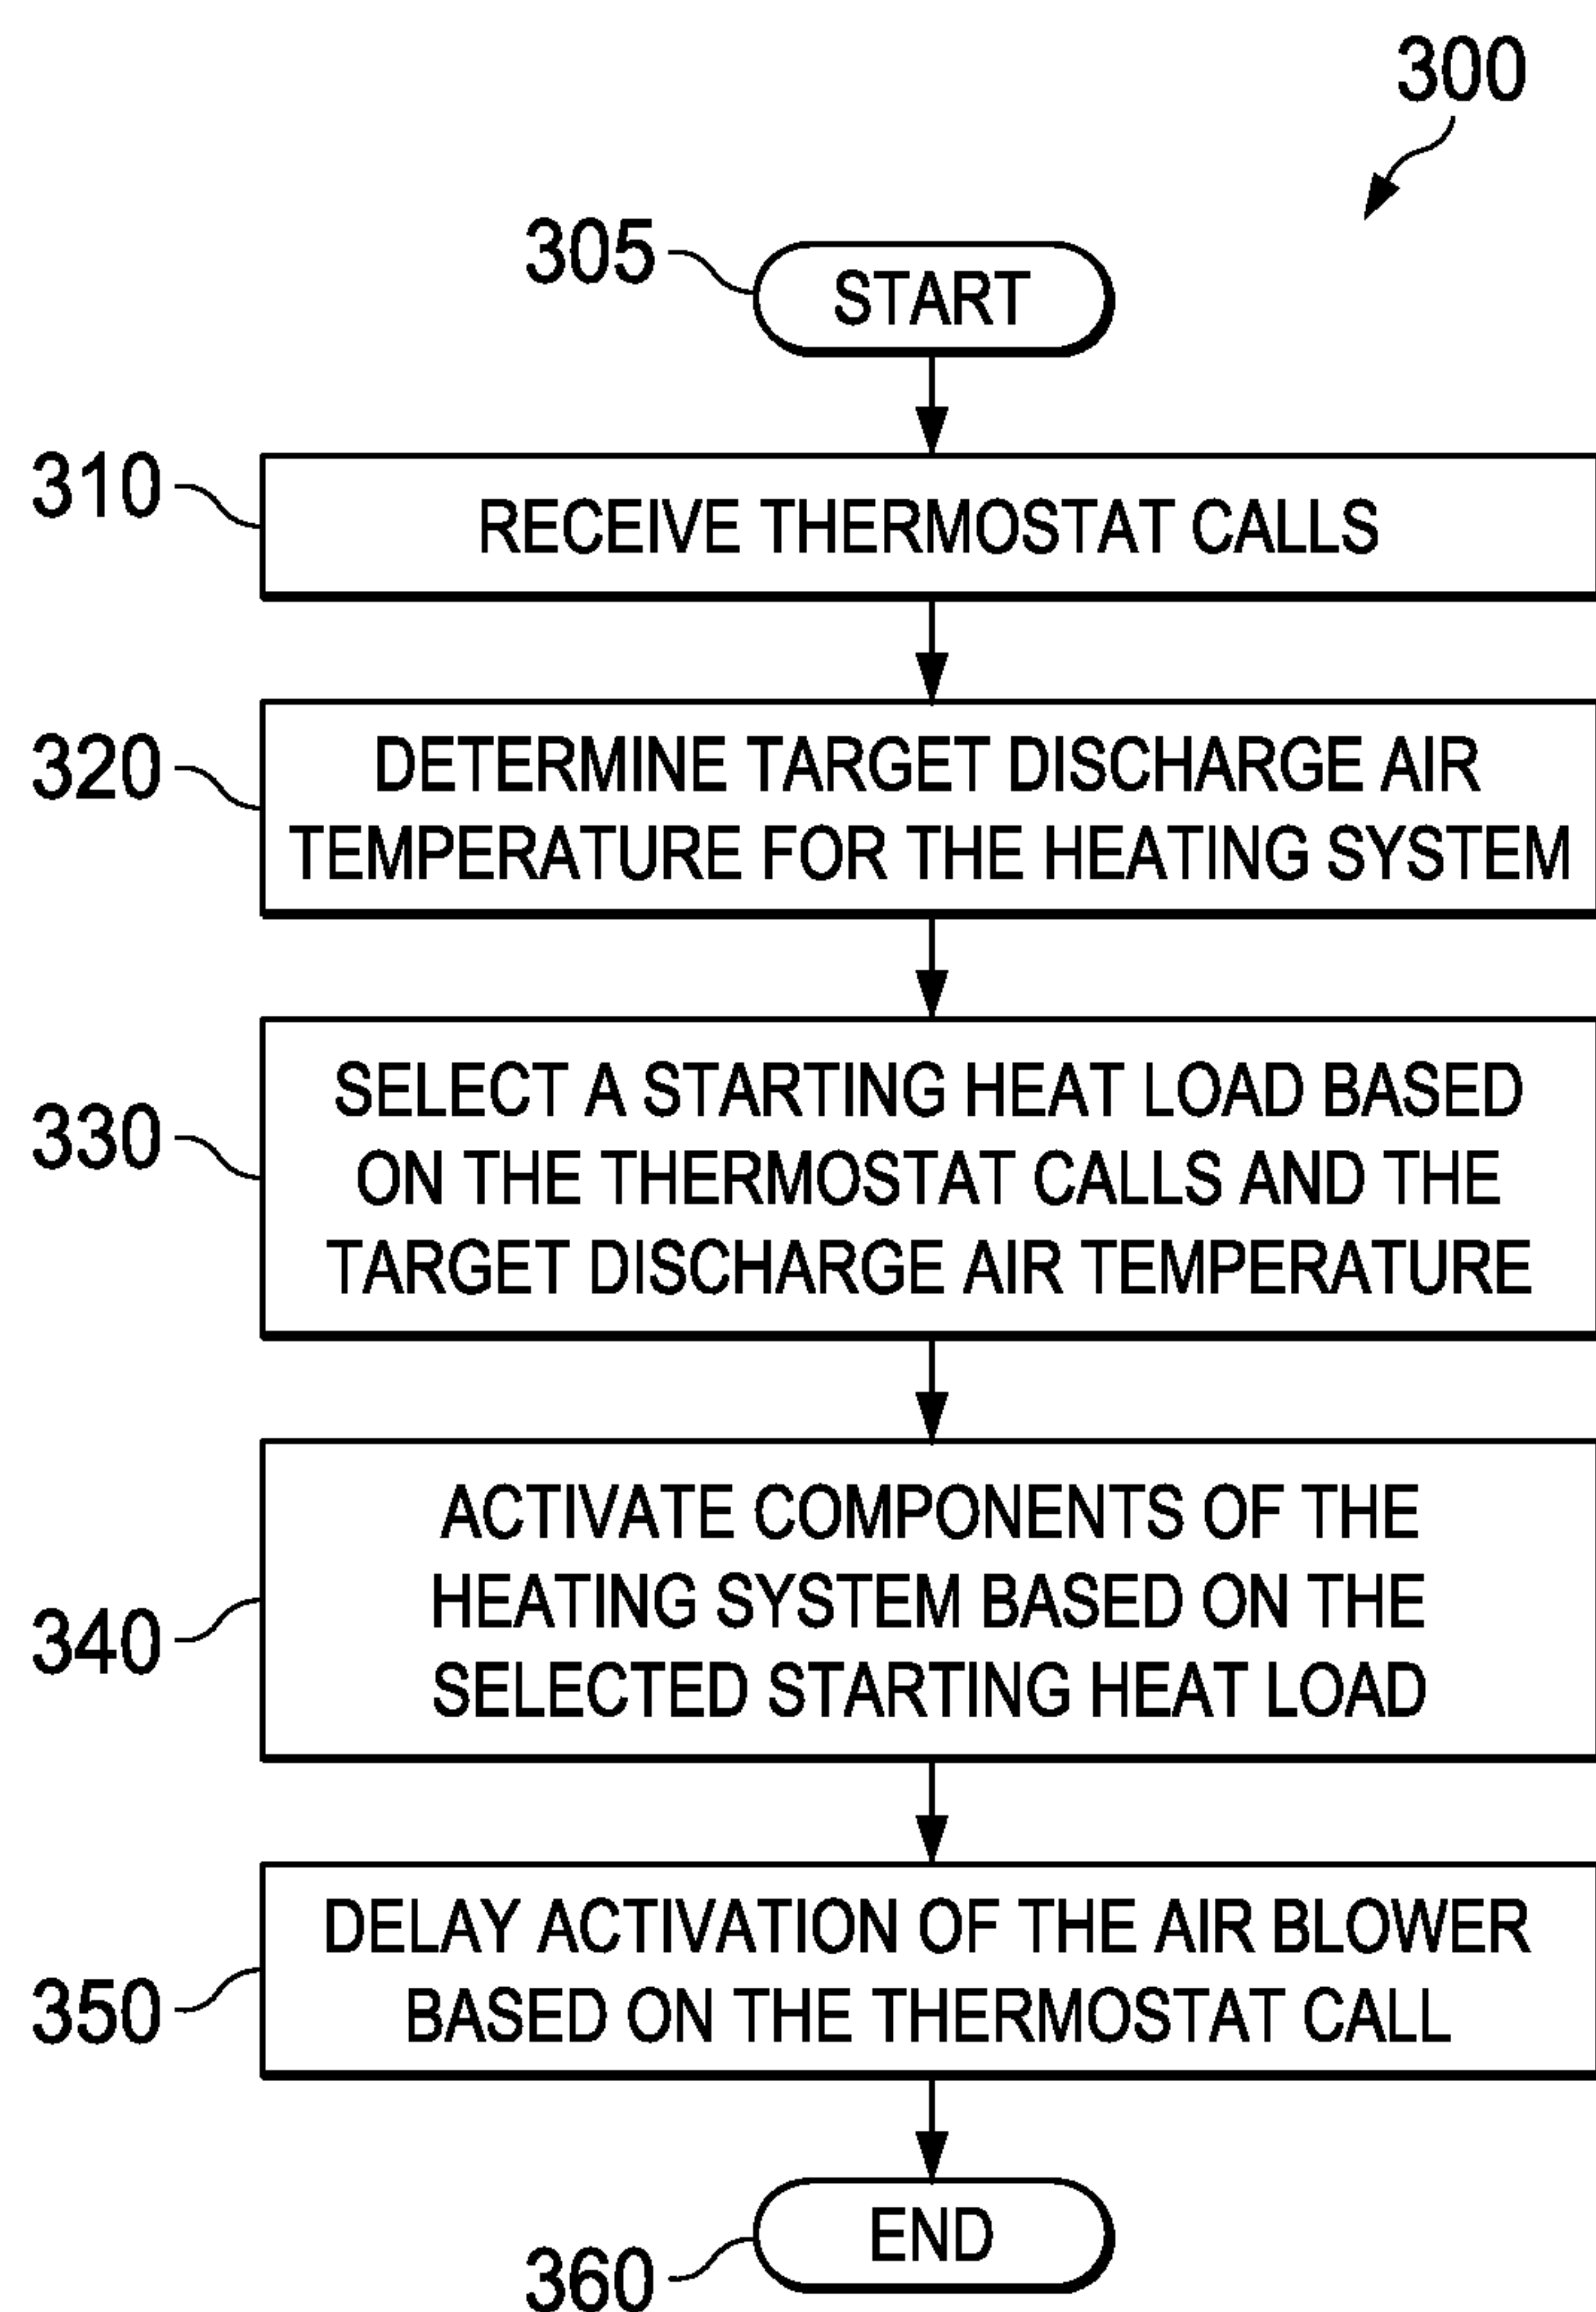 300
305
START
310
RECEIVE THERMOSTAT CALLS
320
DETERMINE TARGET DISCHARGE AIR
TEMPERATURE FOR THE HEATING SYSTEM
330
SELECT A STARTING HEAT LOAD BASED
ON THE THERMOSTAT CALLS AND THE
TARGET DISCHARGE AIR TEMPERATURE
340
ACTIVATE COMPONENTS OF THE
HEATING SYSTEM BASED ON THE
SELECTED STARTING HEAT LOAD
350
DELAY ACTIVATION OF THE AIR BLOWER
BASED ON THE THERMOSTAT CALL
360
END